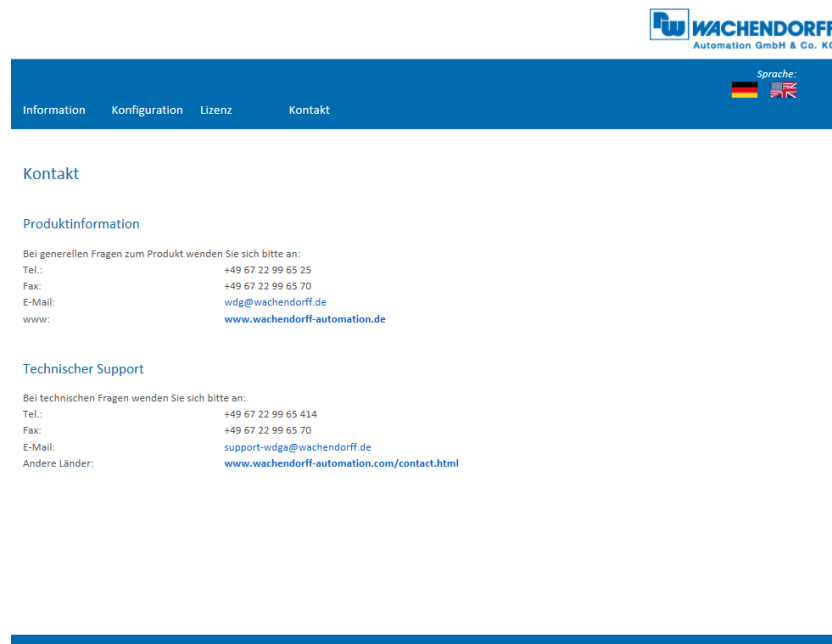 WACHENDORFF
Automation GmbH & Co. KG
Sprache:
Information Konfiguration Lizenz Kontakt
Kontakt
Produktinformation
Bei generellen Fragen zum Produkt wenden Sie sich bitte an:
Tel.: +49 67 22 99 65 25
Fax: +49 67 22 99 65 70
E-Mail: wdg@wachendorff.de
www: www.wachendorff-automation.de
Technischer Support
Bei technischen Fragen wenden Sie sich bitte an:
Tel.: +49 67 22 99 65 414
Fax: +49 67 22 99 65 70
E-Mail: support-wdga@wachendorff.de
Andere Länder: www.wachendorff-automation.com/contact.html